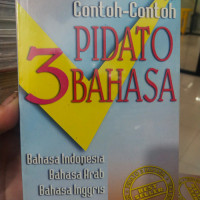 Contoh-Contoh
3 PIDATO
BAHASA
Bahasa Indonesia
Bahasa Arab
Bahasa Inggris